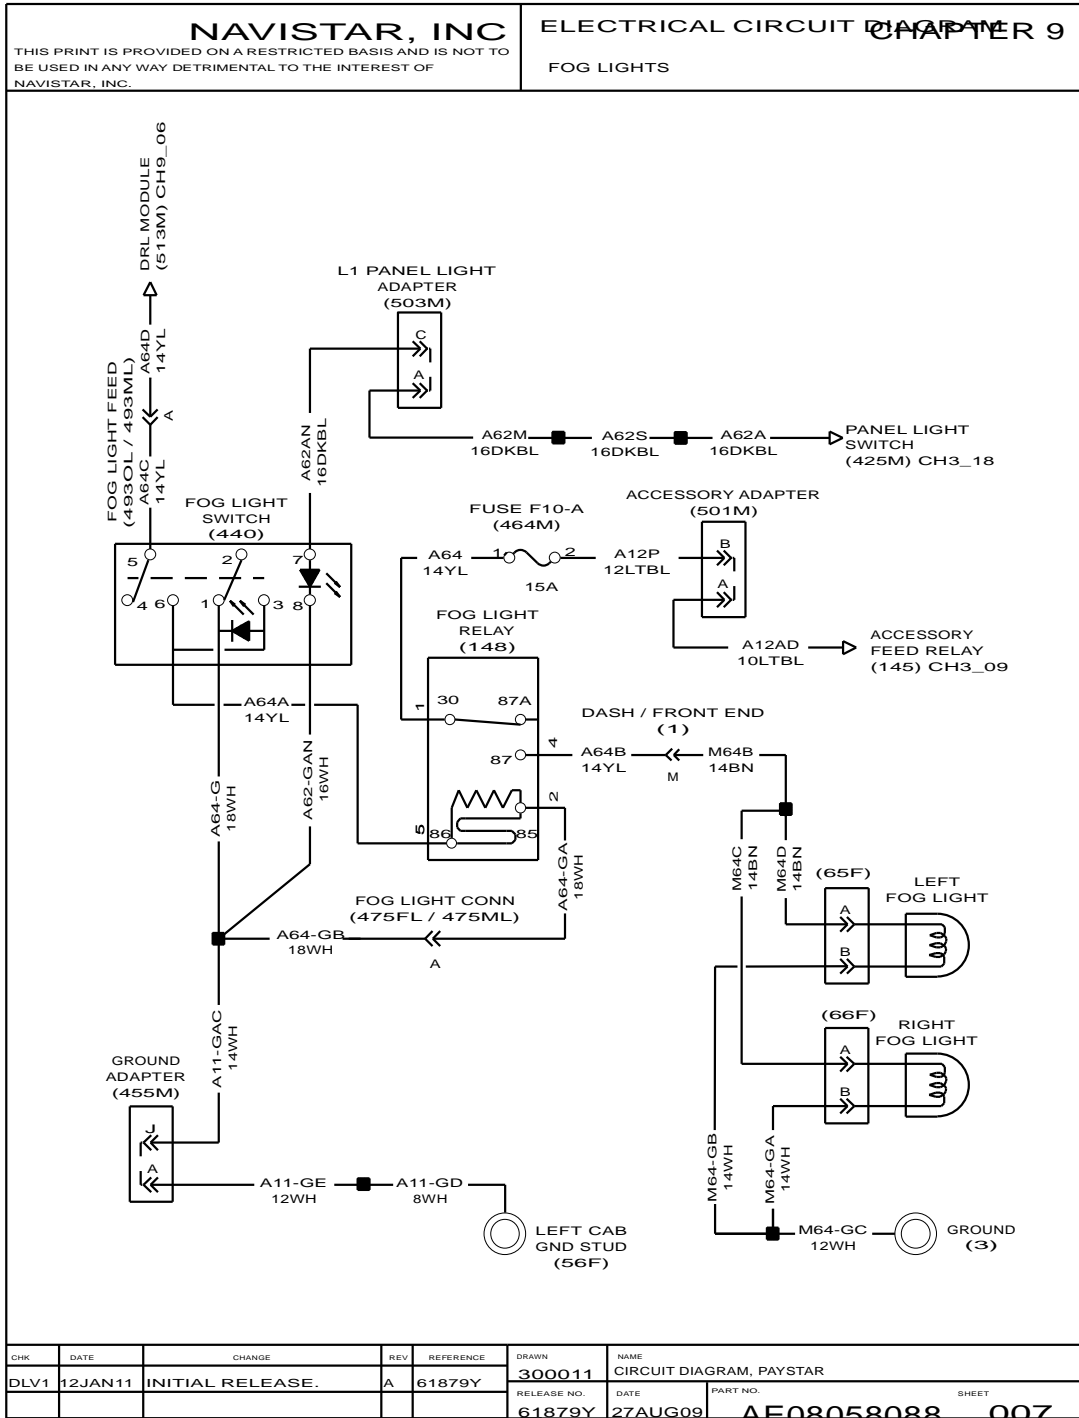 NAVISTAR, INC
THIS PRINT IS PROVIDED ON A RESTRICTED BASIS AND IS NOT TO
BE USED IN ANY WAY DETRIMENTAL TO THE INTEREST OF
NAVISTAR, INC.
ELECTRICAL CIRCUIT DIAGRAM
CHAPTER 9
FOG LIGHTS
DRL MODULE
(513M) CH9_06
A64D
14YL
A
FOG LIGHT FEED
(493OL / 493ML)
A64C
14YL
L1 PANEL LIGHT
ADAPTER
(503M)
C
A
A62AN
16DKBL
A62M
16DKBL
A62S
16DKBL
A62A
16DKBL
PANEL LIGHT
SWITCH
(425M) CH3_18
FOG LIGHT
SWITCH
(440)
5
2
7
4
6
1
3
8
FUSE F10-A
(464M)
A64
14YL
1
2
15A
A12P
12LTBL
ACCESSORY ADAPTER
(501M)
B
A
A12AD
10LTBL
ACCESSORY
FEED RELAY
(145) CH3_09
FOG LIGHT
RELAY
(148)
1
30
87A
87
4
2
5
86
85
A64A
14YL
A64-G
18WH
A62-GAN
16WH
DASH / FRONT END
(1)
A64B
14YL
M
M64B
14BN
M64C
14BN
M64D
14BN
A64-GA
18WH
FOG LIGHT CONN
(475FL / 475ML)
A64-GB
18WH
A
(65F)
A
B
LEFT
FOG LIGHT
(66F)
A
B
RIGHT
FOG LIGHT
A11-GAC
14WH
GROUND
ADAPTER
(455M)
J
A
A11-GE
12WH
A11-GD
8WH
LEFT CAB
GND STUD
(56F)
M64-GB
14WH
M64-GA
14WH
M64-GC
12WH
GROUND
(3)
CHK DATE CHANGE REV REFERENCE
DLV1 12JAN11 INITIAL RELEASE. A 61879Y
DRAWN
300011
NAME
CIRCUIT DIAGRAM, PAYSTAR
RELEASE NO.
61879Y
DATE
27AUG09
PART NO.
AE08058088
SHEET
007